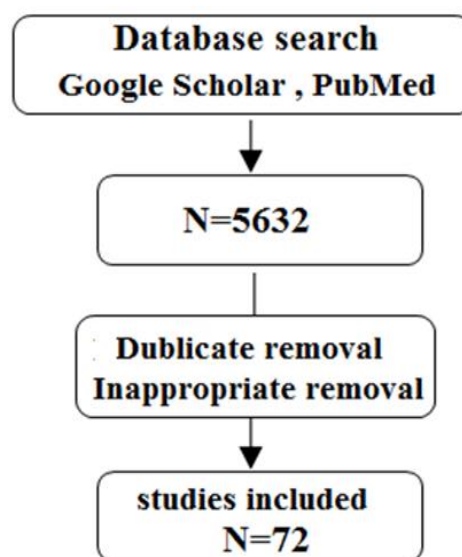 Database search
Google Scholar , PubMed
N=5632
Dublicate removal
Inappropriate removal
studies included
N=72